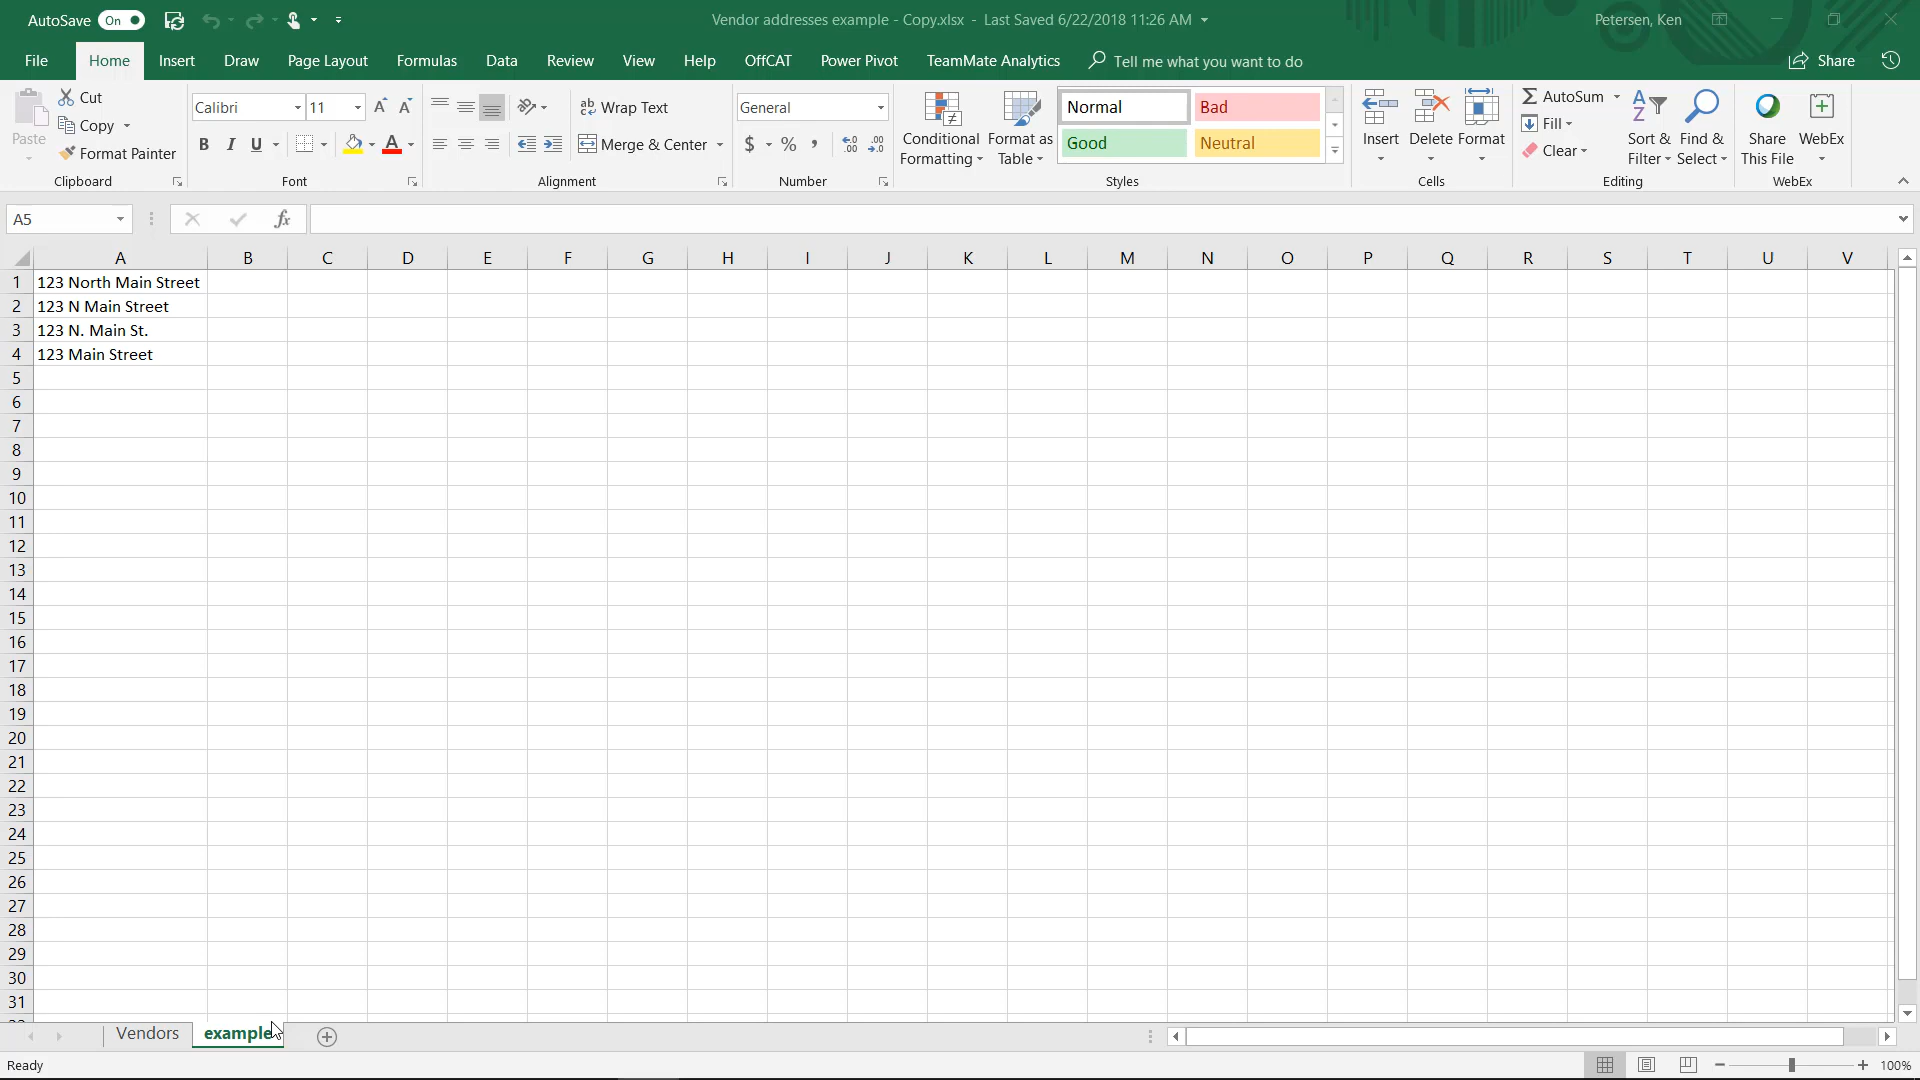 AutoSave On Vendor addresses example - Copy.xlsx - Last Saved 6/22/2018 11:26 AM Petersen, Ken
File Home Insert Draw Page Layout Formulas Data Review View Help OffCAT Power Pivot TeamMate Analytics Tell me what you want to do Share
Paste
Cut
Copy
Format Painter
Clipboard
Calibri 11
B I U A
Font
ab Wrap Text
Merge & Center
Alignment
General
$ % , .00 .00
Number
Conditional Formatting
Format as Table
Normal Bad
Good Neutral
Styles
Insert Delete Format
Cells
AutoSum
Fill
Clear
Sort & Filter
Find & Select
Editing
Share This File
WebEx
WebEx
A5 fx
A B C D E F G H I J K L M N O P Q R S T U V
1 123 North Main Street
2 123 N Main Street
3 123 N. Main St.
4 123 Main Street
5
6
7
8
9
10
11
12
13
14
15
16
17
18
19
20
21
22
23
24
25
26
27
28
29
30
31
Vendors example
Ready 100%